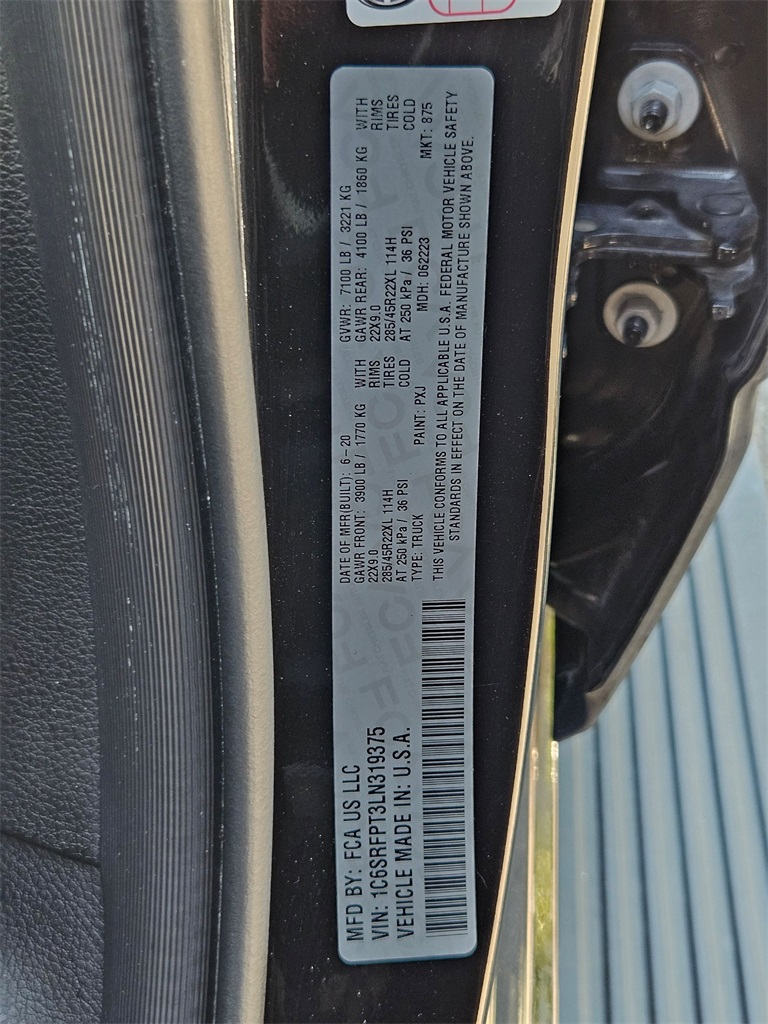 MFD BY: FCA US LLC
VIN: 1C6SRFPT3LN319375
VEHICLE MADE IN: U.S.A.
DATE OF MFR(BUILT): 6-20 GVWR: 7100 LB / 3221 KG
GAWR FRONT: 3900 LB / 1770 KG WITH GAWR REAR: 4100 LB / 1860 KG WITH
22X9.0 RIMS 22X9.0 RIMS
285/45R22XL 114H TIRES 285/45R22XL 114H TIRES
AT 250 kPa / 36 PSI COLD AT 250 kPa / 36 PSI COLD
TYPE: TRUCK PAINT: PXJ MDH: 062223 MKT: 875
THIS VEHICLE CONFORMS TO ALL APPLICABLE U.S.A. FEDERAL MOTOR VEHICLE SAFETY
STANDARDS IN EFFECT ON THE DATE OF MANUFACTURE SHOWN ABOVE.